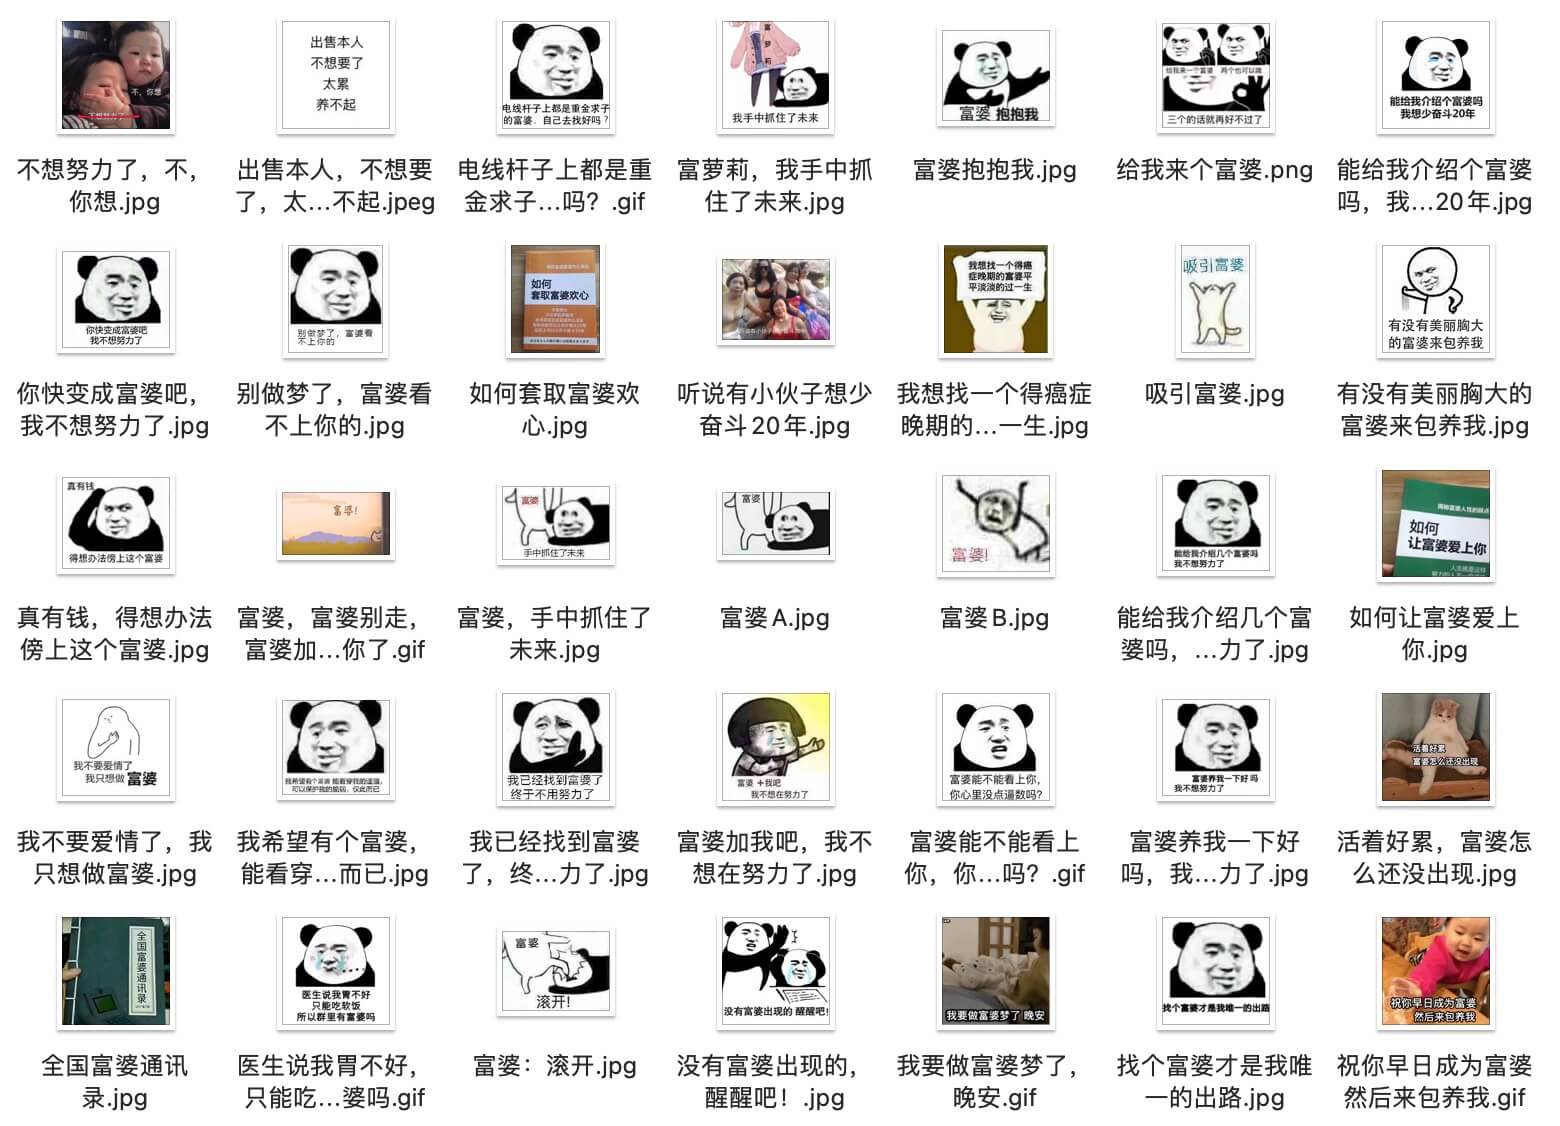 不，你想
不想努力了
出售本人
不想要了
太累
养不起
电线杆子上都是重金求子
的富婆，自己去找好吗？
富
萝
莉
我手中抓住了未来
富婆 抱抱我
给我来一个富婆
两个也可以滴
三个的话就再好不过了
能给我介绍个富婆吗
我想少奋斗20年
不想努力了，不，
你想.jpg
出售本人，不想要
了，太…不起.jpeg
电线杆子上都是重
金求子…吗？.gif
富萝莉，我手中抓
住了未来.jpg
富婆抱抱我.jpg
给我来个富婆.png
能给我介绍个富婆
吗，我…20年.jpg
你快变成富婆吧
我不想努力了
别做梦了，富婆看
不上你的
如何
套取富婆欢心
我想找一个得癌
症晚期的富婆平
平淡淡的过一生
吸引富婆
有没有美丽胸大
的富婆来包养我
你快变成富婆吧，
我不想努力了.jpg
别做梦了，富婆看
不上你的.jpg
如何套取富婆欢
心.jpg
听说有小伙子想少
奋斗20年.jpg
我想找一个得癌症
晚期的…一生.jpg
吸引富婆.jpg
有没有美丽胸大的
富婆来包养我.jpg
真有钱
得想办法傍上这个富婆
富婆!
富婆
手中抓住了未来
富婆
富婆!
能给我介绍几个富婆吗
我不想努力了
如何
让富婆爱上你
真有钱，得想办法
傍上这个富婆.jpg
富婆，富婆别走，
富婆加…你了.gif
富婆，手中抓住了
未来.jpg
富婆A.jpg
富婆B.jpg
能给我介绍几个富
婆吗，…力了.jpg
如何让富婆爱上
你.jpg
我不要爱情了
我只想做 富婆
我希望有个富婆 能看穿我的逞强，
可以保护我的脆弱，仅此而已
我已经找到富婆了
终于不用努力了
富婆 +我吧
我不想在努力了
富婆能不能看上你，
你心里没点逼数吗?
富婆养我一下好 吗
我不想努力了
活着好累
富婆怎么还没出现
我不要爱情了，我
只想做富婆.jpg
我希望有个富婆，
能看穿…而已.jpg
我已经找到富婆
了，终…力了.jpg
富婆加我吧，我不
想在努力了.jpg
富婆能不能看上
你，你…吗？.gif
富婆养我一下好
吗，我…力了.jpg
活着好累，富婆怎
么还没出现.jpg
全国富婆通讯录
医生说我胃不好
只能吃软饭
所以群里有富婆吗
富婆
滚开!
没有富婆出现的 醒醒吧!
我要做富婆梦了 晚安
找个富婆才是我唯一的出路
祝你早日成为富婆
然后来包养我
全国富婆通讯
录.jpg
医生说我胃不好，
只能吃…婆吗.gif
富婆：滚开.jpg
没有富婆出现的，
醒醒吧！.jpg
我要做富婆梦了，
晚安.gif
找个富婆才是我唯
一的出路.jpg
祝你早日成为富婆
然后来包养我.gif